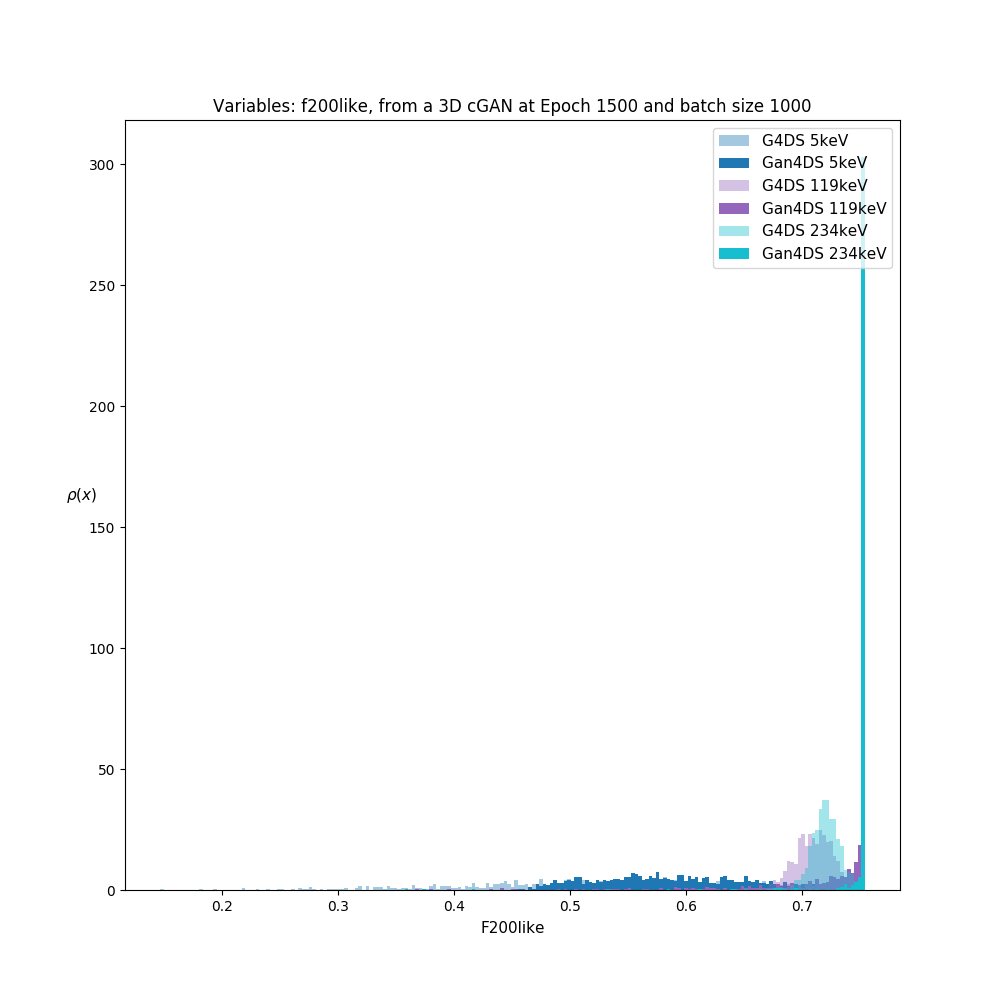 Variables: f200like, from a 3D cGAN at Epoch 1500 and batch size 1000
G4DS 5keV
Gan4DS 5keV
G4DS 119keV
Gan4DS 119keV
G4DS 234keV
Gan4DS 234keV
300
250
200
ρ(x)
150
100
50
0
0.2 0.3 0.4 0.5 0.6 0.7
F200like